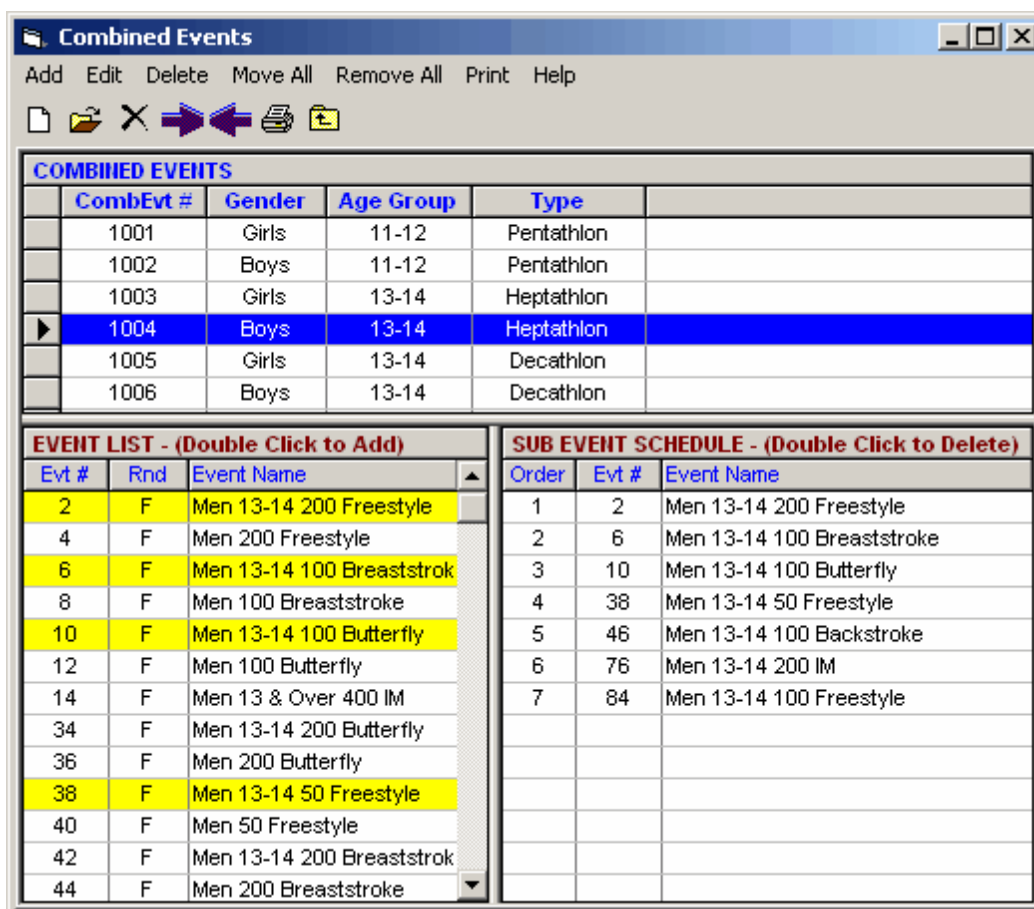 Combined Events
Add Edit Delete Move All Remove All Print Help
COMBINED EVENTS
CombEvt # Gender Age Group Type
1001 Girls 11-12 Pentathlon
1002 Boys 11-12 Pentathlon
1003 Girls 13-14 Heptathlon
1004 Boys 13-14 Heptathlon
1005 Girls 13-14 Decathlon
1006 Boys 13-14 Decathlon
EVENT LIST - (Double Click to Add)
Evt # Rnd Event Name
2 F Men 13-14 200 Freestyle
4 F Men 200 Freestyle
6 F Men 13-14 100 Breaststrok
8 F Men 100 Breaststroke
10 F Men 13-14 100 Butterfly
12 F Men 100 Butterfly
14 F Men 13 & Over 400 IM
34 F Men 13-14 200 Butterfly
36 F Men 200 Butterfly
38 F Men 13-14 50 Freestyle
40 F Men 50 Freestyle
42 F Men 13-14 200 Breaststrok
44 F Men 200 Breaststroke
SUB EVENT SCHEDULE - (Double Click to Delete)
Order Evt # Event Name
1 2 Men 13-14 200 Freestyle
2 6 Men 13-14 100 Breaststroke
3 10 Men 13-14 100 Butterfly
4 38 Men 13-14 50 Freestyle
5 46 Men 13-14 100 Backstroke
6 76 Men 13-14 200 IM
7 84 Men 13-14 100 Freestyle